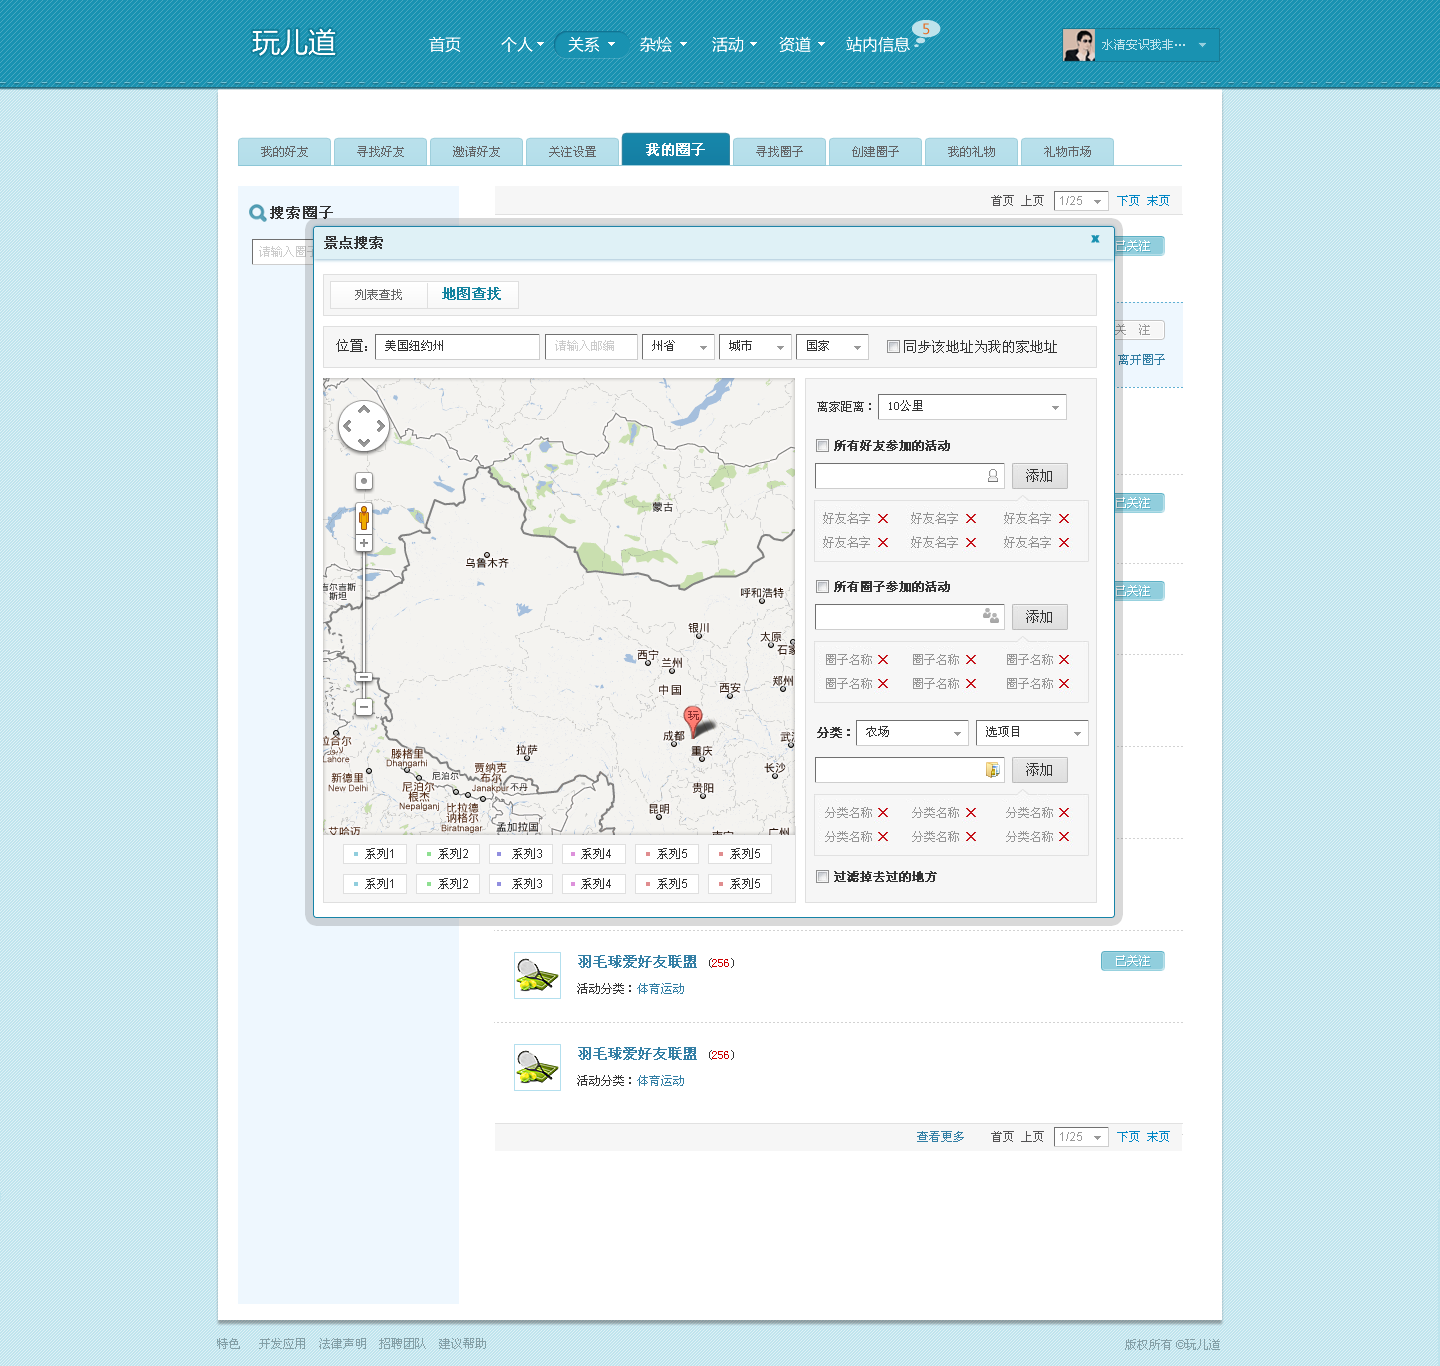 玩儿道 首页 个人 关系 杂烩 活动 资道 站内信息 5 水清安识我非…
我的好友 寻找好友 邀请好友 关注设置 我的圈子 寻找圈子 创建圈子 我的礼物 礼物市场
搜索圈子
请输入圈子
首页 上页 1/25 下页 末页
已关注
关 注
离开圈子
已关注
已关注
景点搜索 x
列表查找 地图查找
位置: 美国纽约州 请输入邮编 州省 城市 国家 同步该地址为我的家地址
蒙古
乌鲁木齐
吉尔吉斯
斯坦
呼和浩特
银川
太原
石家
西宁
兰州
中国
西安
郑州
玩
成都
重庆
武汉
拉合尔
Lahore
滕格里
Dhangarhi
拉萨
新德里
New Delhi
尼泊尔
贾纳克
布尔
Janakpur
不丹
尼泊尔
根杰
Nepalganj
比拉德
讷格尔
Biratnagar
长沙
贵阳
昆明
艾哈迈
孟加拉国
南宁
广州
系列1 系列2 系列3 系列4 系列5 系列5
系列1 系列2 系列3 系列4 系列5 系列5
离家距离: 10公里
所有好友参加的活动
添加
好友名字 好友名字 好友名字
好友名字 好友名字 好友名字
所有圈子参加的活动
添加
圈子名称 圈子名称 圈子名称
圈子名称 圈子名称 圈子名称
分类: 农场 选项目
添加
分类名称 分类名称 分类名称
分类名称 分类名称 分类名称
过滤掉去过的地方
羽毛球爱好友联盟 (256) 已关注
活动分类:体育运动
羽毛球爱好友联盟 (256)
活动分类:体育运动
查看更多 首页 上页 1/25 下页 末页
特色 开发应用 法律声明 招聘团队 建议帮助 版权所有 ©玩儿道